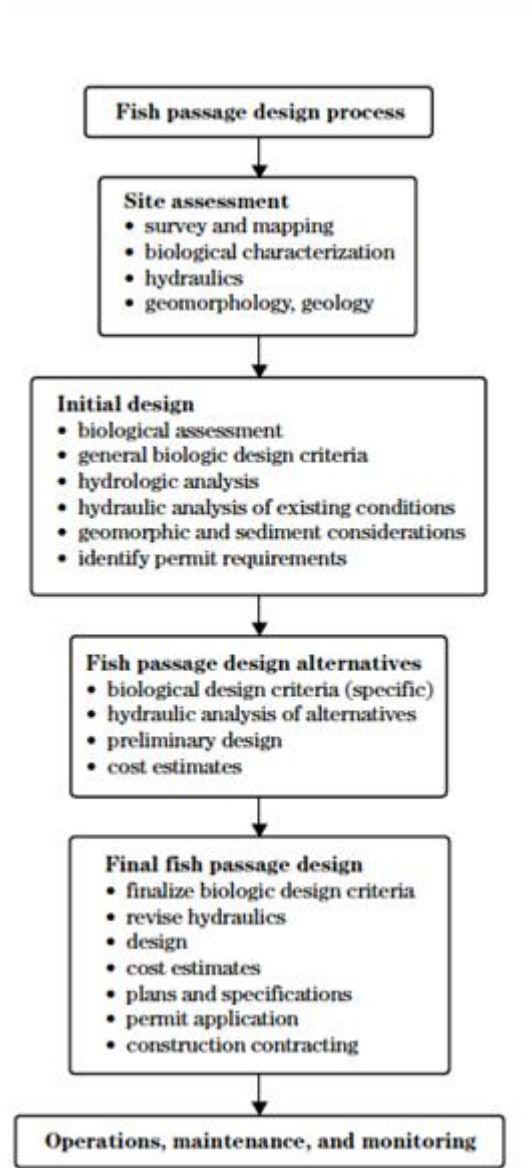 Fish passage design process
Site assessment
• survey and mapping
• biological characterization
• hydraulics
• geomorphology, geology
Initial design
• biological assessment
• general biologic design criteria
• hydrologic analysis
• hydraulic analysis of existing conditions
• geomorphic and sediment considerations
• identify permit requirements
Fish passage design alternatives
• biological design criteria (specific)
• hydraulic analysis of alternatives
• preliminary design
• cost estimates
Final fish passage design
• finalize biologic design criteria
• revise hydraulics
• design
• cost estimates
• plans and specifications
• permit application
• construction contracting
Operations, maintenance, and monitoring